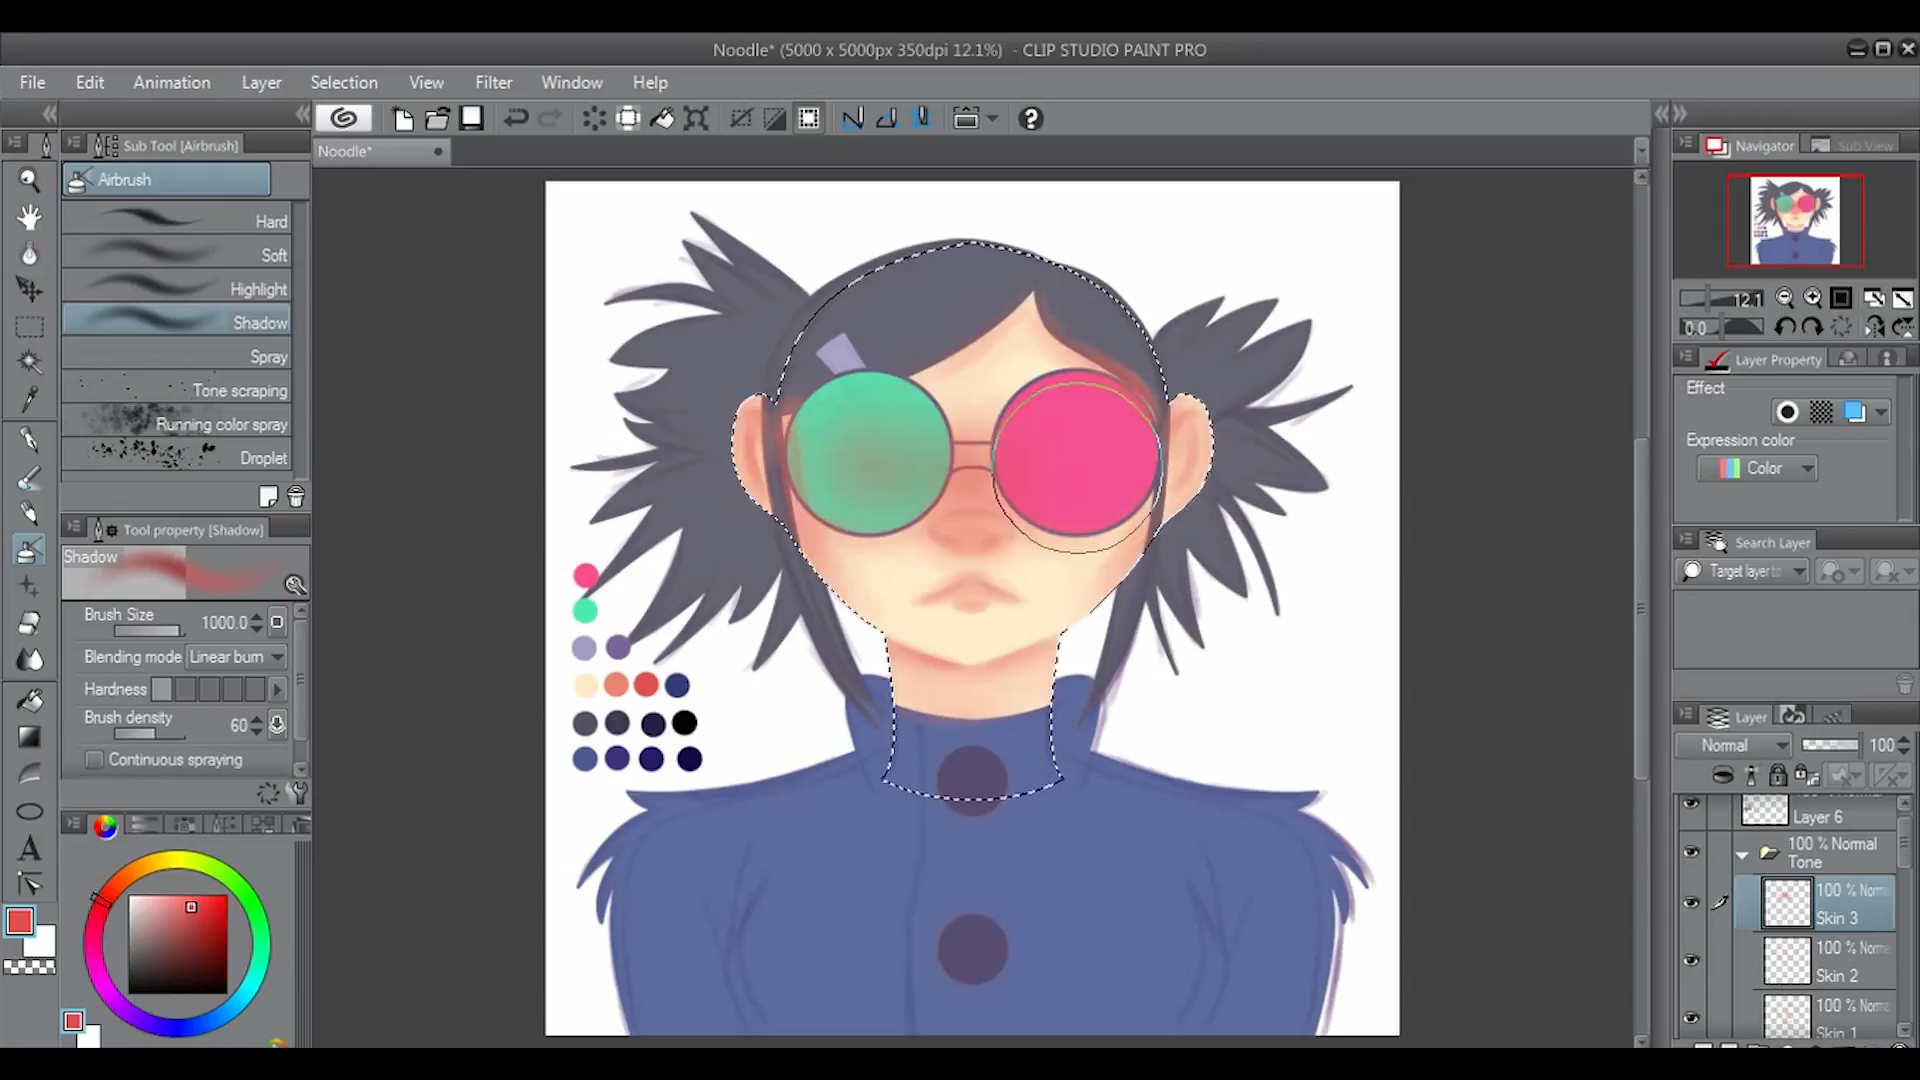 Noodle* (5000 x 5000px 350dpi 12.1%) - CLIP STUDIO PAINT PRO
File Edit Animation Layer Selection View Filter Window Help
Sub Tool [Airbrush]
Airbrush
Hard
Soft
Highlight
Shadow
Spray
Tone scraping
Running color spray
Droplet
Tool property [Shadow]
Shadow
Brush Size 1000.0
Blending mode Linear burn
Hardness
Brush density 60
Continuous spraying
A
Noodle*
Navigator Sub View
12.1
0.0
Layer Property
Effect
Expression color
Color
Search Layer
Target layer to
Layer
Normal 100
Layer 6
100 % Normal
Tone
100 % Norm
Skin 3
100 % Norm
Skin 2
100 % Norm
Skin 1